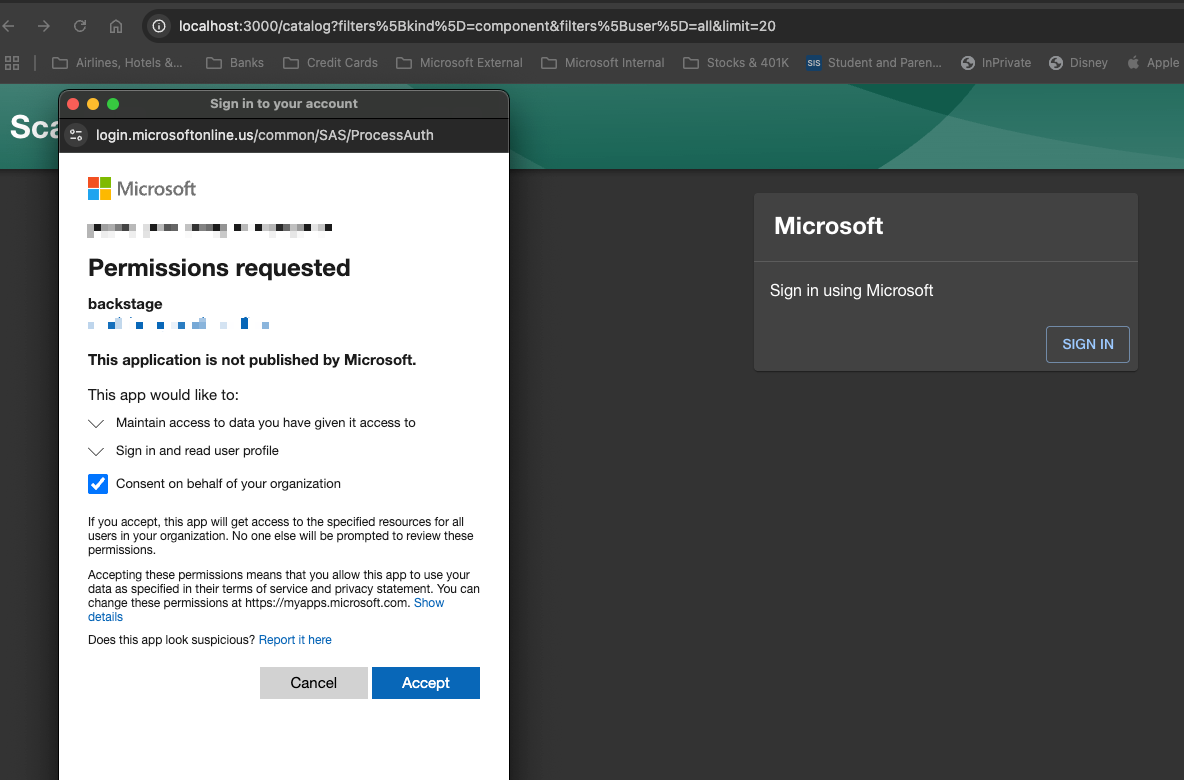 localhost:3000/catalog?filters%5Bkind%5D=component&filters%5Buser%5D=all&limit=20
Airlines, Hotels &... Banks Credit Cards Microsoft External Microsoft Internal Stocks & 401K SIS Student and Paren... InPrivate Disney Apple
Sca
Sign in to your account
login.microsoftonline.us/common/SAS/ProcessAuth
Microsoft
Permissions requested
backstage
This application is not published by Microsoft.
This app would like to:
Maintain access to data you have given it access to
Sign in and read user profile
Consent on behalf of your organization
If you accept, this app will get access to the specified resources for all
users in your organization. No one else will be prompted to review these
permissions.
Accepting these permissions means that you allow this app to use your
data as specified in their terms of service and privacy statement. You can
change these permissions at https://myapps.microsoft.com. Show
details
Does this app look suspicious? Report it here
Cancel Accept
Microsoft
Sign in using Microsoft
SIGN IN